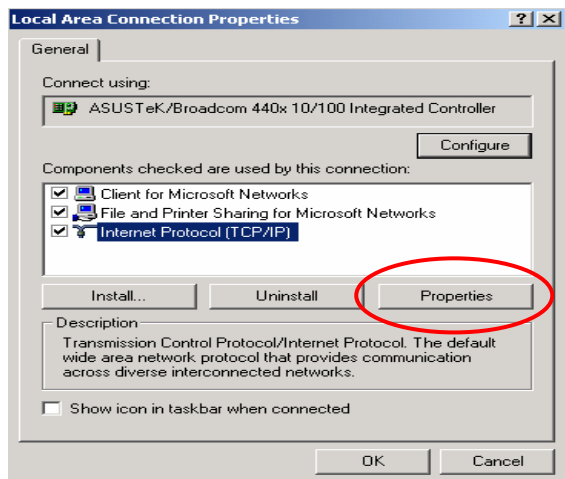 Local Area Connection Properties
General
Connect using:
ASUSTeK/Broadcom 440x 10/100 Integrated Controller
Configure
Components checked are used by this connection:
Client for Microsoft Networks
File and Printer Sharing for Microsoft Networks
Internet Protocol (TCP/IP)
Install...
Uninstall
Properties
Description
Transmission Control Protocol/Internet Protocol. The default
wide area network protocol that provides communication
across diverse interconnected networks.
Show icon in taskbar when connected
OK
Cancel